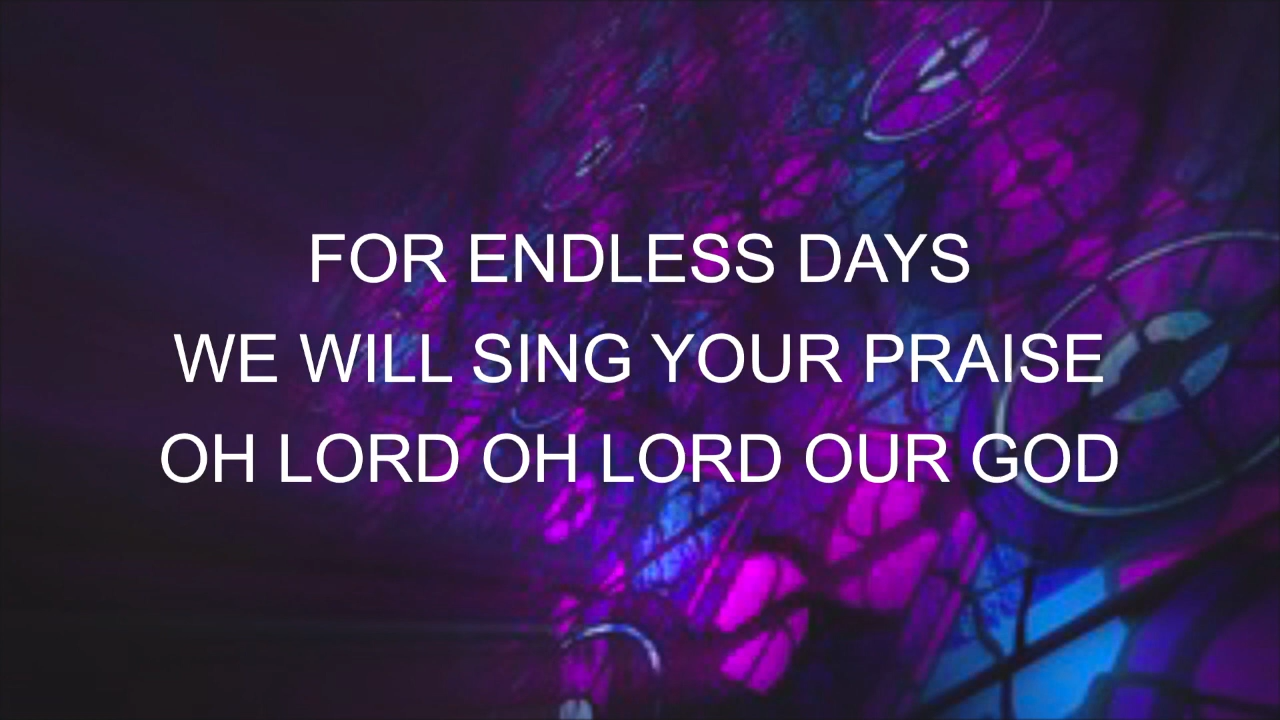 FOR ENDLESS DAYS
WE WILL SING YOUR PRAISE
OH LORD OH LORD OUR GOD